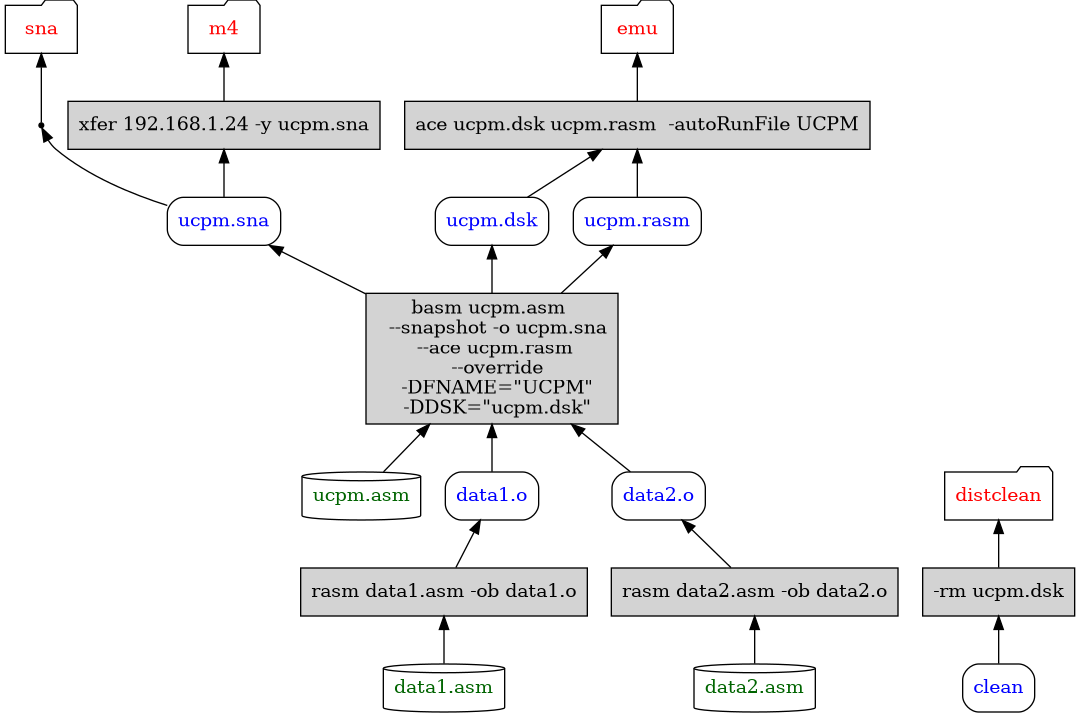 sna
m4
emu
xfer 192.168.1.24 -y ucpm.sna
ace ucpm.dsk ucpm.rasm  -autoRunFile UCPM
ucpm.sna
ucpm.dsk
ucpm.rasm
basm ucpm.asm
--snapshot -o ucpm.sna
--ace ucpm.rasm
--override
-DFNAME="UCPM"
-DDSK="ucpm.dsk"
ucpm.asm
data1.o
data2.o
distclean
rasm data1.asm -ob data1.o
rasm data2.asm -ob data2.o
-rm ucpm.dsk
data1.asm
data2.asm
clean